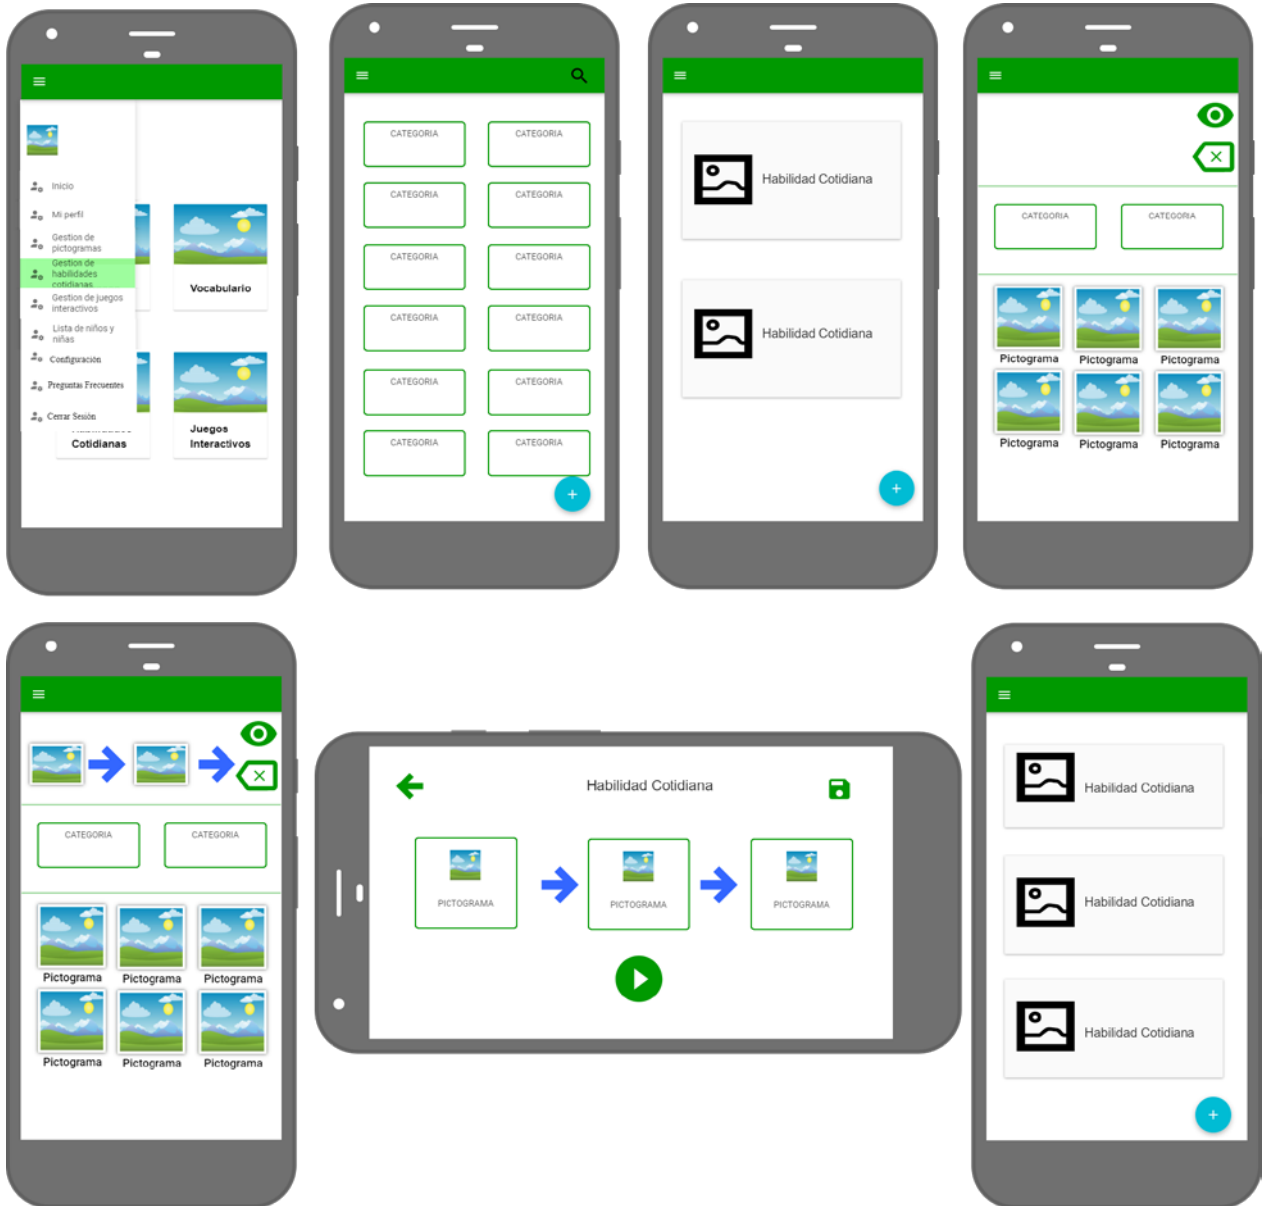 Inicio
Mi perfil
Gestion de
pictogramas
Gestion de
habilidades
cotidianas
Gestion de juegos
interactivos
Lista de niños y
niñas
Configuración
Preguntas Frecuentes
Cerrar Sesión
Vocabulario
Cotidianas
Juegos
Interactivos
CATEGORIA
CATEGORIA
CATEGORIA
CATEGORIA
CATEGORIA
CATEGORIA
CATEGORIA
CATEGORIA
CATEGORIA
CATEGORIA
CATEGORIA
CATEGORIA
Habilidad Cotidiana
Habilidad Cotidiana
CATEGORIA
CATEGORIA
Pictograma
Pictograma
Pictograma
Pictograma
Pictograma
Pictograma
CATEGORIA
CATEGORIA
Pictograma
Pictograma
Pictograma
Pictograma
Pictograma
Pictograma
Habilidad Cotidiana
PICTOGRAMA
PICTOGRAMA
PICTOGRAMA
Habilidad Cotidiana
Habilidad Cotidiana
Habilidad Cotidiana